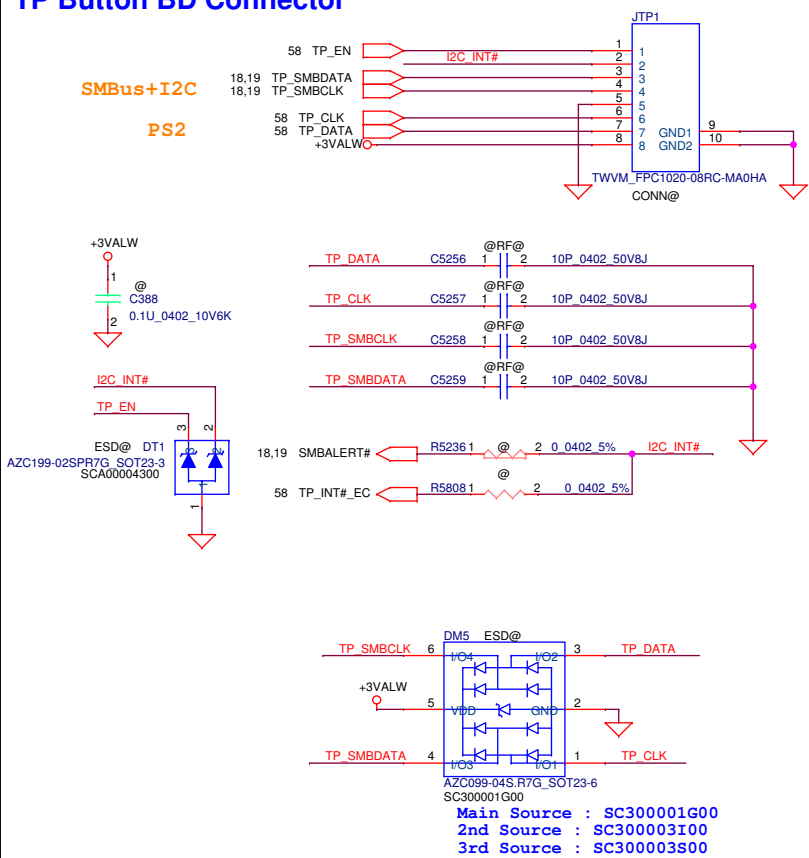 TP Button BD Connector
JTP1
58 TP_EN 1 1
I2C_INT# 2 2
SMBus+I2C
18,19 TP_SMBDATA 3 3
18,19 TP_SMBCLK 4 4
5 5
PS2
58 TP_CLK 6 6
58 TP_DATA 7 7 GND1 9
+3VALW 8 8 GND2 10
TWVM_FPC1020-08RC-MA0HA
CONN@
+3VALW
1
@
C388
0.1U_0402_10V6K
2
@RF@
TP_DATA C5256 1 2 10P_0402_50V8J
@RF@
TP_CLK C5257 1 2 10P_0402_50V8J
@RF@
TP_SMBCLK C5258 1 2 10P_0402_50V8J
@RF@
TP_SMBDATA C5259 1 2 10P_0402_50V8J
I2C_INT#
TP_EN
3 2
ESD@ DT1
AZC199-02SPR7G_SOT23-3
SCA00004300
3 2
1
1
18,19 SMBALERT# R5236 1 @ 2 0_0402_5% I2C_INT#
@
58 TP_INT#_EC R5808 1 2 0_0402_5%
DM5 ESD@
TP_SMBCLK 6 I/O4 I/O2 3 TP_DATA
+3VALW
5 VDD GND 2
TP_SMBDATA 4 I/O3 I/O1 1 TP_CLK
AZC099-04S.R7G_SOT23-6
SC300001G00
Main Source : SC300001G00
2nd Source : SC300003I00
3rd Source : SC300003S00